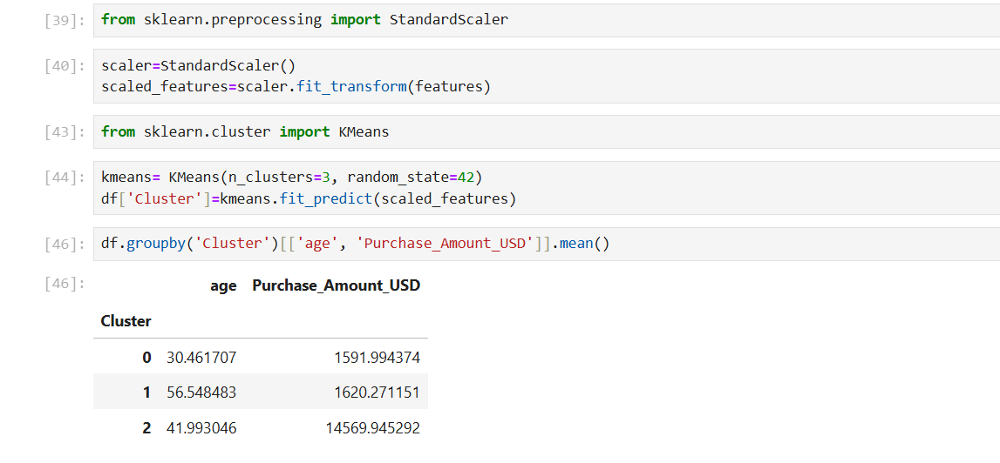 [39]: from sklearn.preprocessing import StandardScaler
[40]: scaler=StandardScaler()
scaled_features=scaler.fit_transform(features)
[43]: from sklearn.cluster import KMeans
[44]: kmeans= KMeans(n_clusters=3, random_state=42)
df['Cluster']=kmeans.fit_predict(scaled_features)
[46]: df.groupby('Cluster')[['age', 'Purchase_Amount_USD']].mean()
[46]: age Purchase_Amount_USD
Cluster
0 30.461707 1591.994374
1 56.548483 1620.271151
2 41.993046 14569.945292